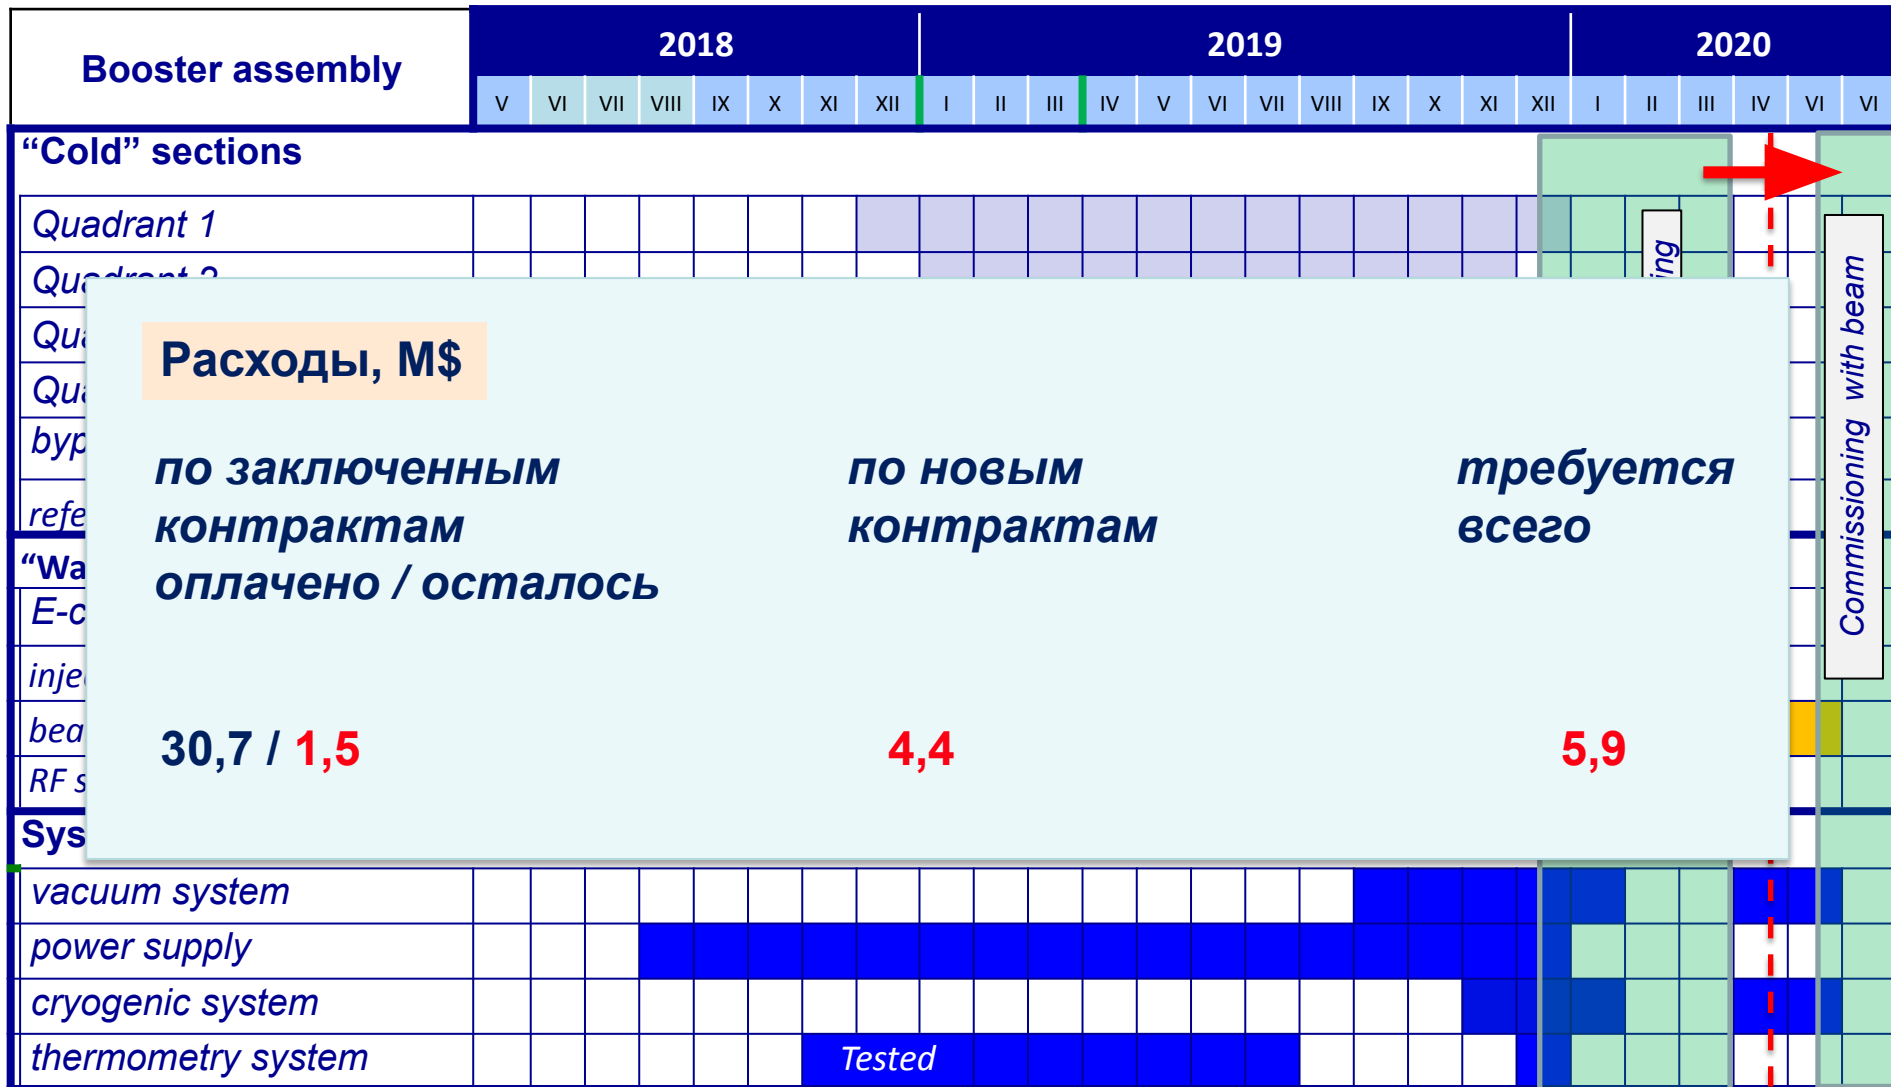 Booster assembly
2018 2019 2020
V VI VII VIII IX X XI XII I II III IV V VI VII VIII IX X XI XII I II III IV VI VI
“Cold” sections
Quadrant 1
Расходы, М$
по заключенным
контрактам
оплачено / осталось
по новым
контрактам
требуется
всего
30,7 / 1,5 4,4 5,9
Commissioning with beam
vacuum system
power supply
cryogenic system
thermometry system Tested